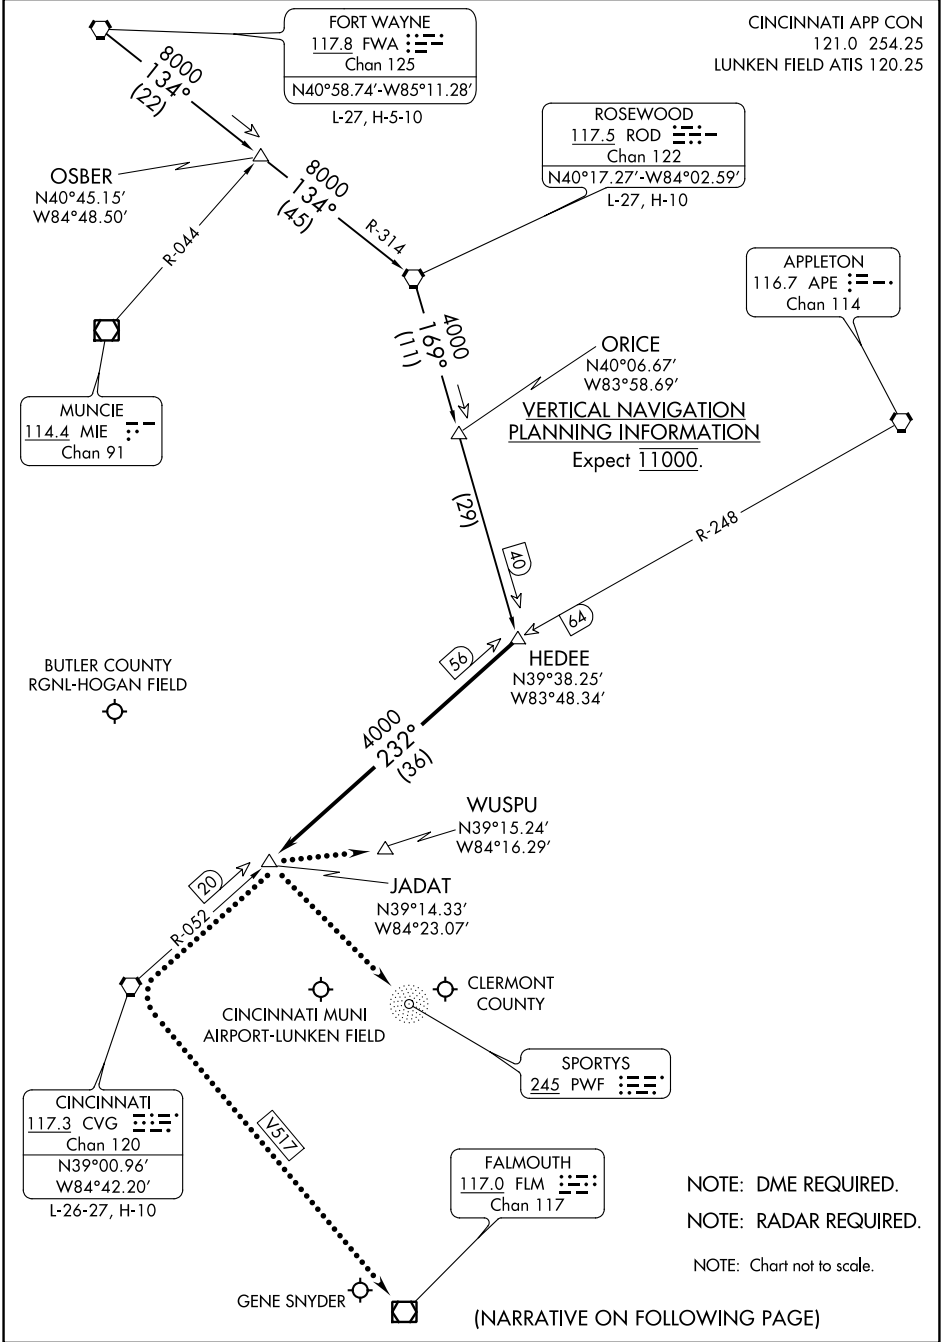 FORT WAYNE
117.8 FWA
Chan 125
N40°58.74’-W85°11.28’
L-27, H-5-10
CINCINNATI APP CON
121.0 254.25
LUNKEN FIELD ATIS 120.25
8000
134°
(22)
ROSEWOOD
117.5 ROD
Chan 122
N40°17.27’-W84°02.59’
L-27, H-10
OSBER
N40°45.15’
W84°48.50’
8000
134°
(45)
R-314
R-044
APPLETON
116.7 APE
Chan 114
4000
169°
(11)
ORICE
N40°06.67’
W83°58.69’
VERTICAL NAVIGATION
PLANNING INFORMATION
Expect 11000.
MUNCIE
114.4 MIE
Chan 91
(29)
R-248
40
64
56
HEDEE
N39°38.25’
W83°48.34’
BUTLER COUNTY
RGNL-HOGAN FIELD
4000
232°
(36)
WUSPU
N39°15.24’
W84°16.29’
JADAT
N39°14.33’
W84°23.07’
20
R-052
CINCINNATI MUNI
AIRPORT-LUNKEN FIELD
CLERMONT
COUNTY
SPORTYS
245 PWF
CINCINNATI
117.3 CVG
Chan 120
N39°00.96’
W84°42.20’
L-26-27, H-10
V517
FALMOUTH
117.0 FLM
Chan 117
NOTE: DME REQUIRED.
NOTE: RADAR REQUIRED.
NOTE: Chart not to scale.
GENE SNYDER
(NARRATIVE ON FOLLOWING PAGE)